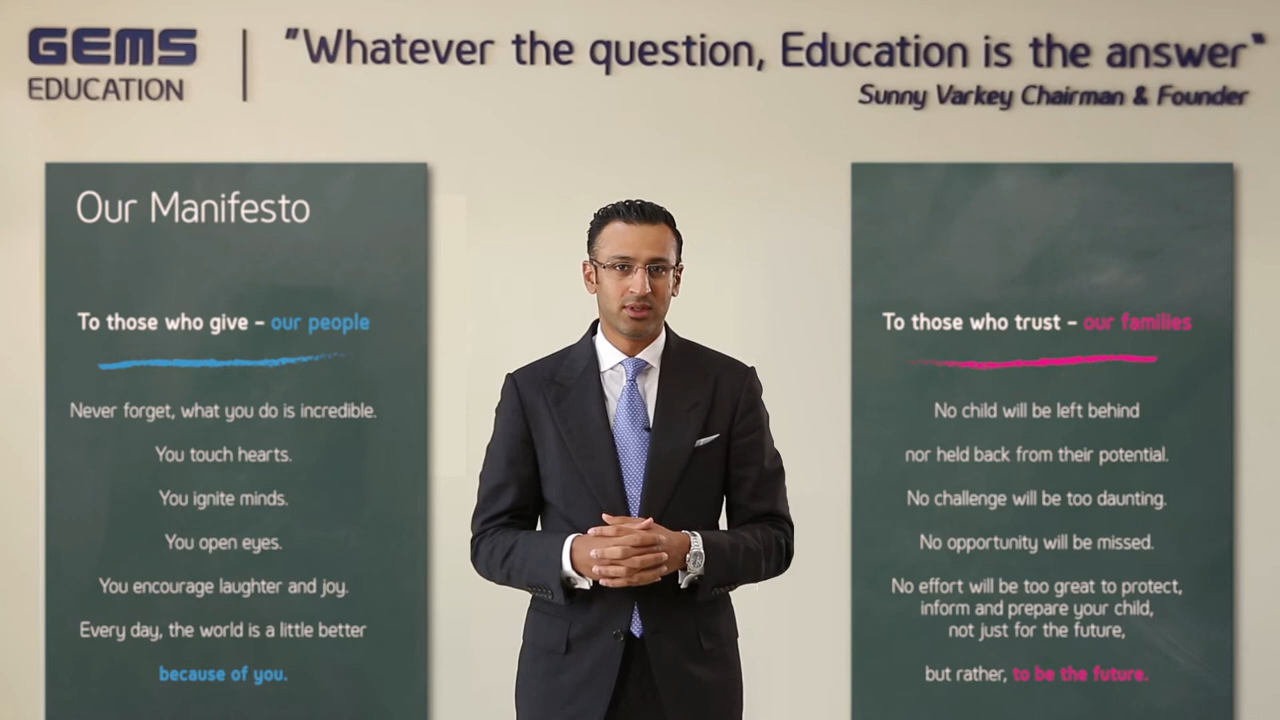 GEMS
EDUCATION
"Whatever the question, Education is the answer"
Sunny Varkey Chairman & Founder
Our Manifesto
To those who give – our people
Never forget, what you do is incredible.
You touch hearts.
You ignite minds.
You open eyes.
You encourage laughter and joy.
Every day, the world is a little better
because of you.
To those who trust – our families
No child will be left behind
nor held back from their potential.
No challenge will be too daunting.
No opportunity will be missed.
No effort will be too great to protect,
inform and prepare your child,
not just for the future,
but rather, to be the future.